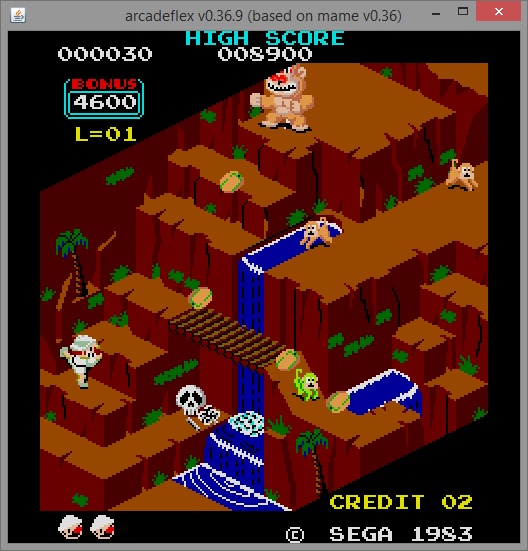 arcadeflex v0.36.9 (based on mame v0.36)
HIGH SCORE
000030 008900
BONUS
4600
L=01
CREDIT 02
© SEGA 1983